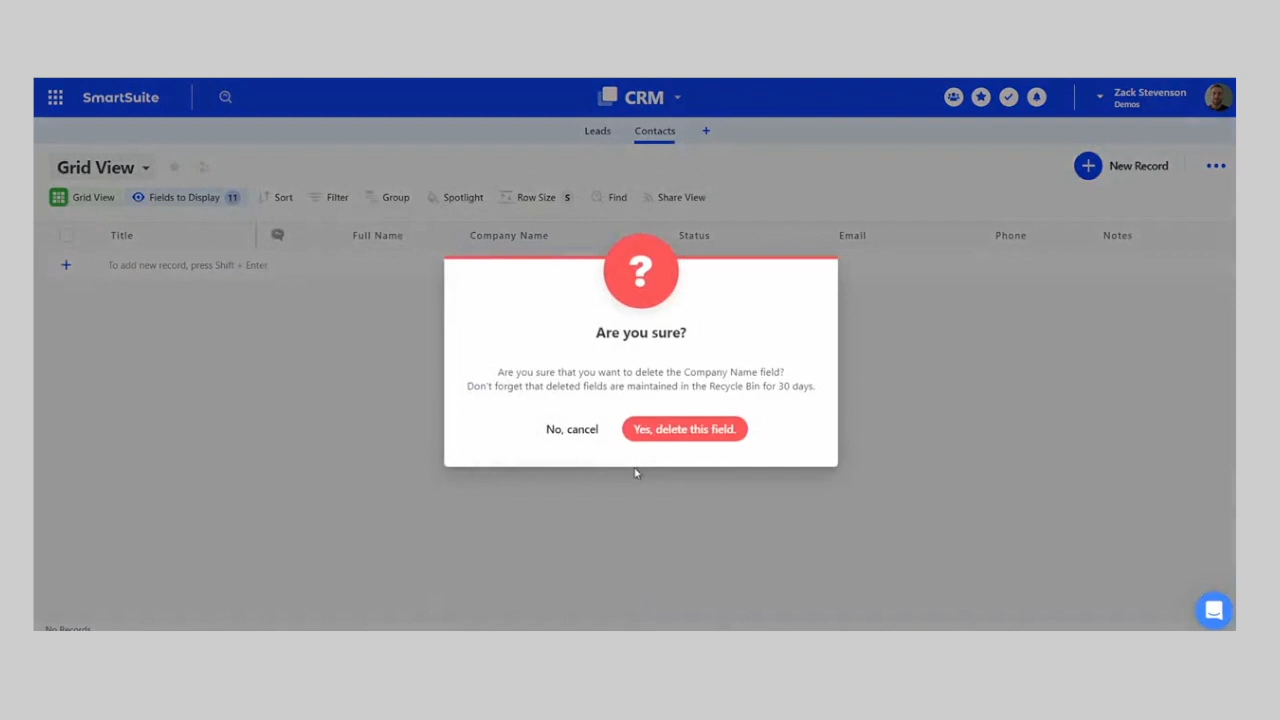 SmartSuite
CRM
Zack Stevenson
Demos
Leads
Contacts
Grid View
New Record
Grid View
Fields to Display 11
Sort
Filter
Group
Spotlight
Row Size S
Find
Share View
Title
Full Name
Company Name
Status
Email
Phone
Notes
To add new record, press Shift + Enter
?
Are you sure?
Are you sure that you want to delete the Company Name field?
Don't forget that deleted fields are maintained in the Recycle Bin for 30 days.
No, cancel
Yes, delete this field.
No Records